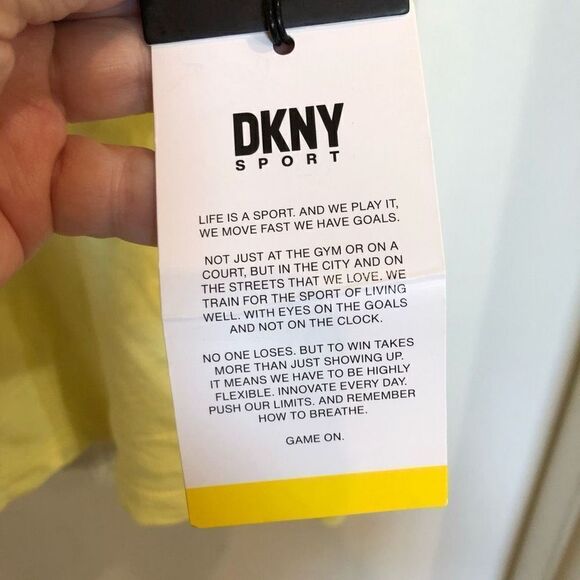 DKNY
SPORT
LIFE IS A SPORT. AND WE PLAY IT,
WE MOVE FAST WE HAVE GOALS.
NOT JUST AT THE GYM OR ON A
COURT, BUT IN THE CITY AND ON
THE STREETS THAT WE LOVE. WE
TRAIN FOR THE SPORT OF LIVING
WELL. WITH EYES ON THE GOALS
AND NOT ON THE CLOCK.
NO ONE LOSES. BUT TO WIN TAKES
MORE THAN JUST SHOWING UP.
IT MEANS WE HAVE TO BE HIGHLY
FLEXIBLE. INNOVATE EVERY DAY.
PUSH OUR LIMITS. AND REMEMBER
HOW TO BREATHE.
GAME ON.